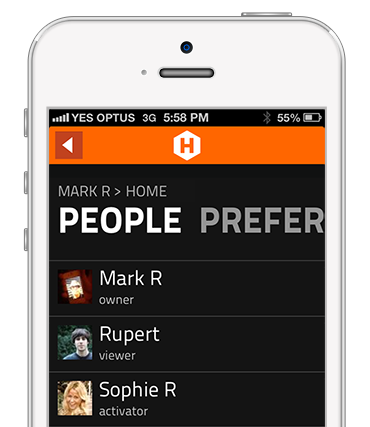 YES OPTUS 3G 5:58 PM 55%
H
MARK R > HOME
PEOPLE PREFER
Mark R
owner
Rupert
viewer
Sophie R
activator